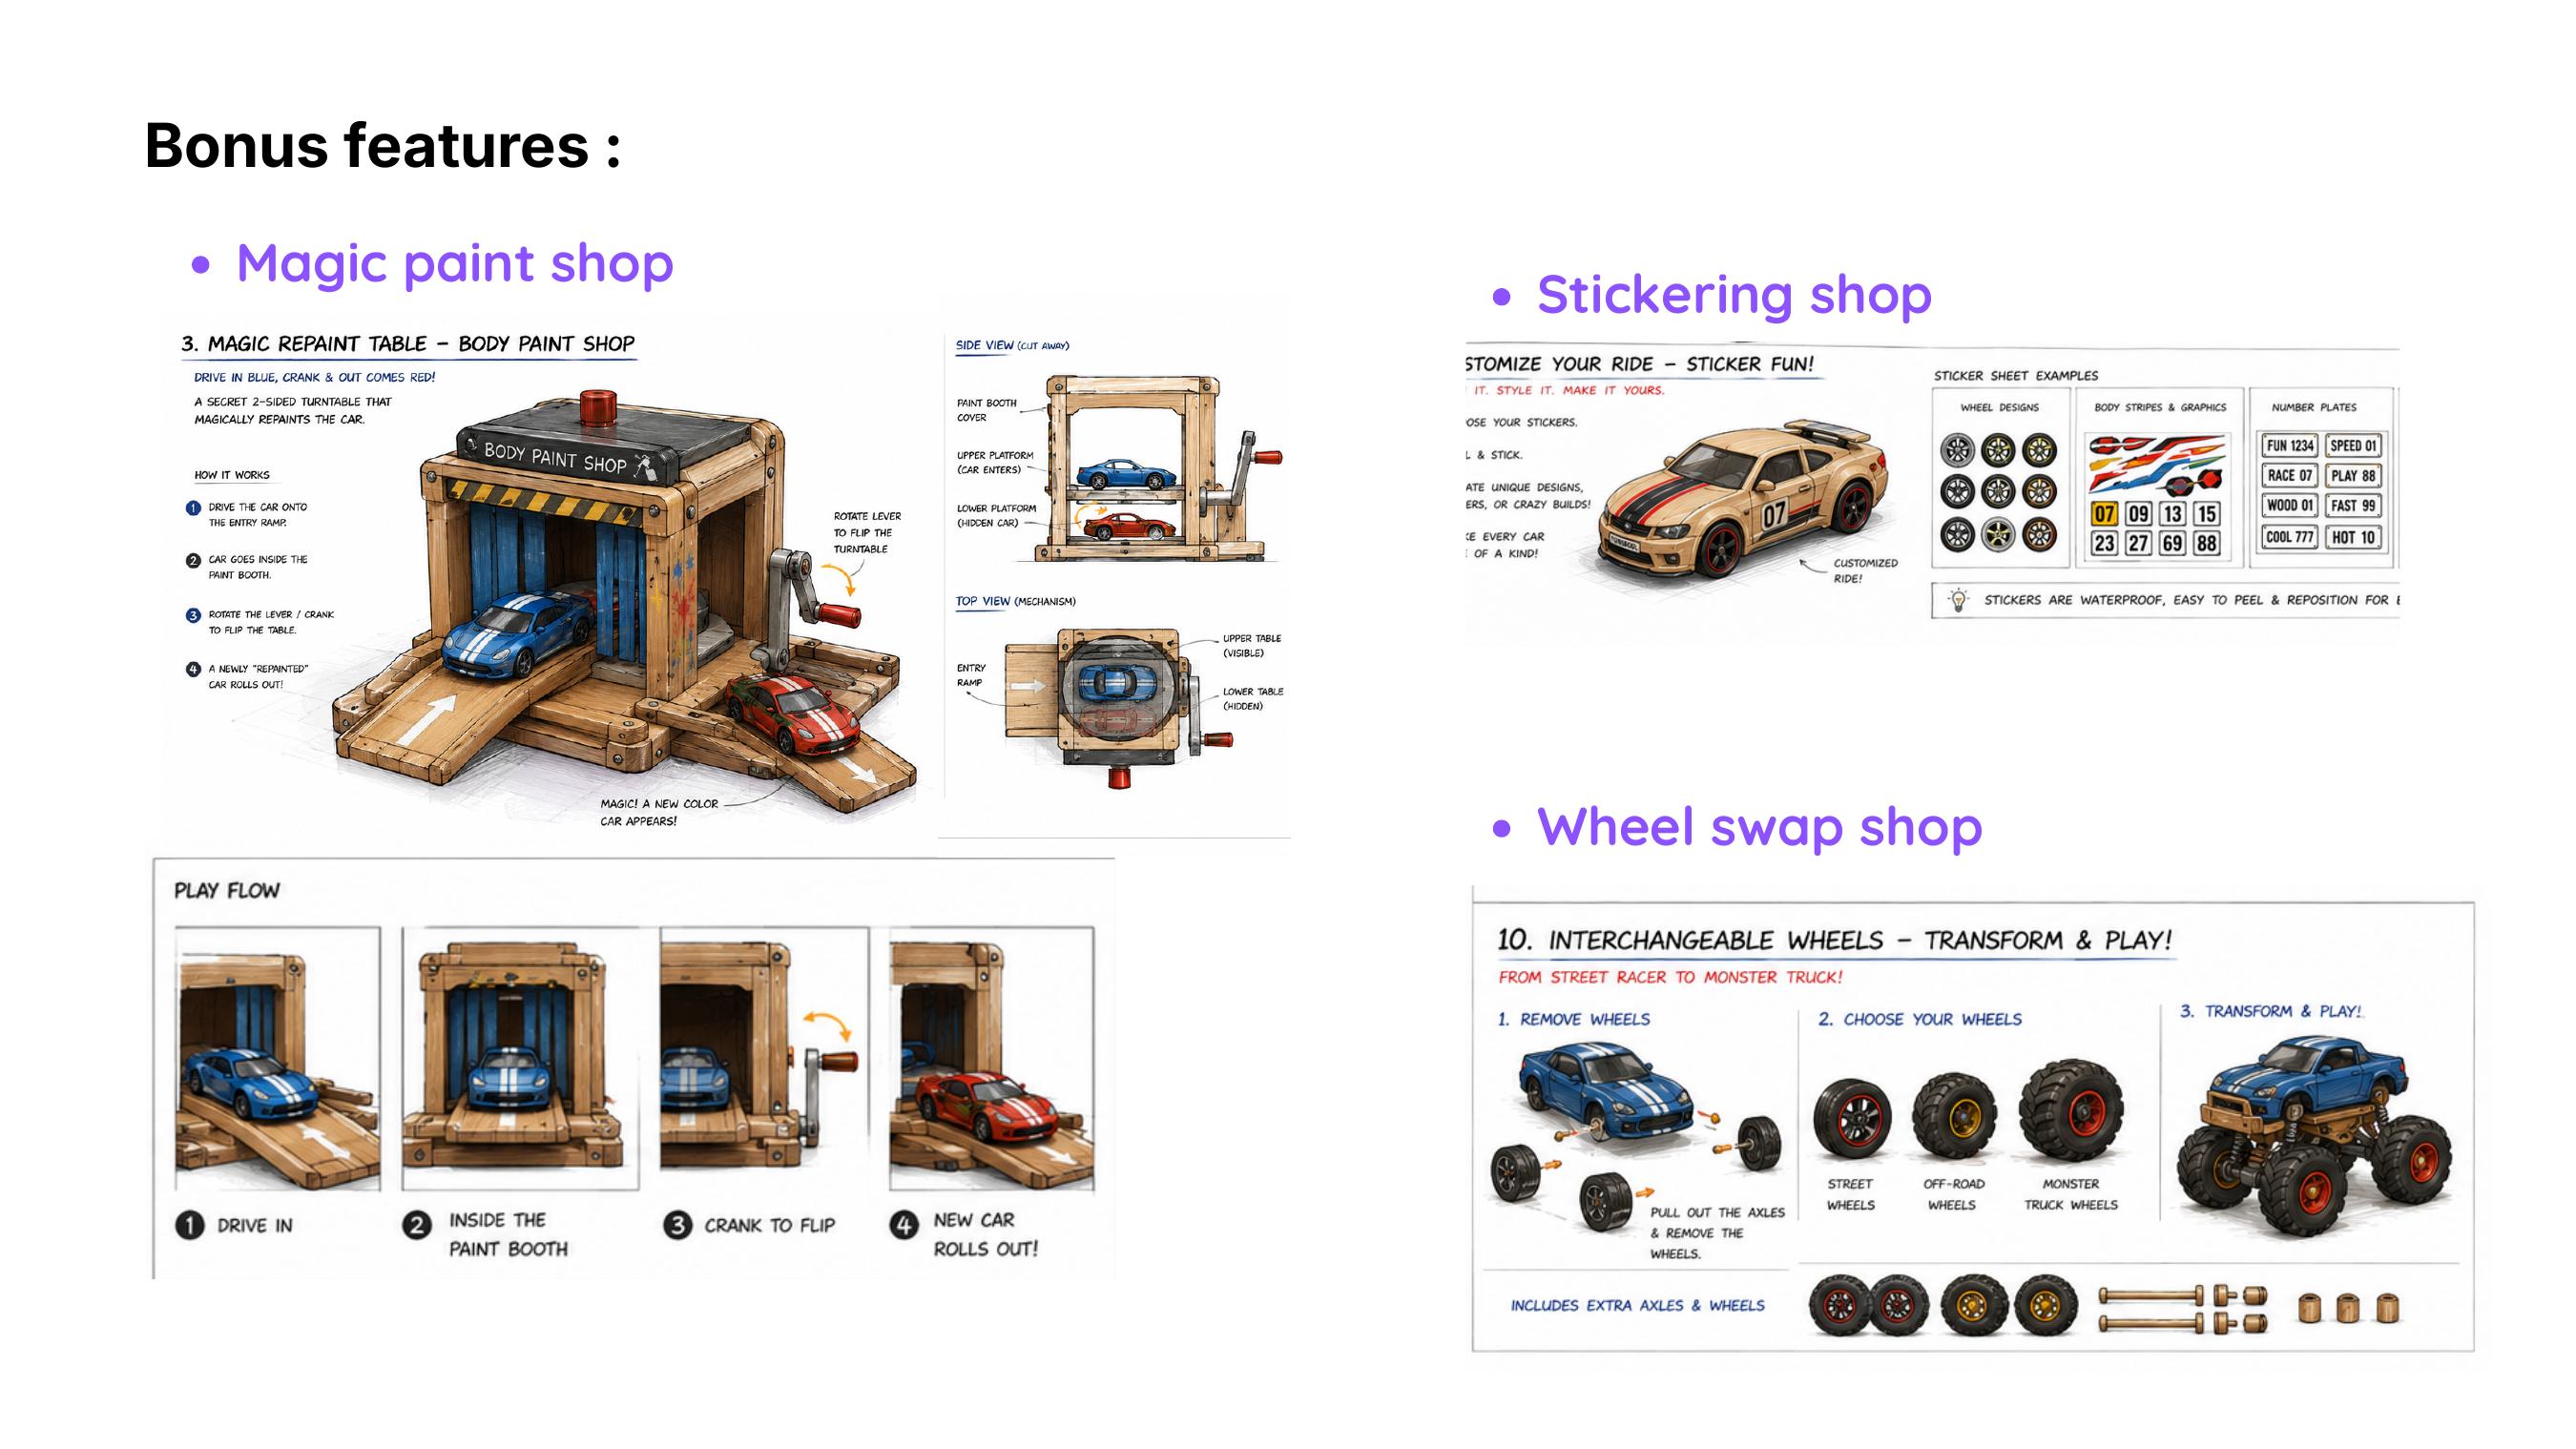 Bonus features :
• Magic paint shop
3. MAGIC REPAINT TABLE – BODY PAINT SHOP
DRIVE IN BLUE, CRANK & OUT COMES RED!
A SECRET 2-SIDED TURNTABLE THAT
MAGICALLY REPAINTS THE CAR.
HOW IT WORKS
1 DRIVE THE CAR ONTO
THE ENTRY RAMP.
2 CAR GOES INSIDE THE
PAINT BOOTH.
3 ROTATE THE LEVER / CRANK
TO FLIP THE TABLE.
4 A NEWLY "REPAINTED"
CAR ROLLS OUT!
BODY PAINT SHOP
ROTATE LEVER
TO FLIP THE
TURNTABLE
MAGIC! A NEW COLOR
CAR APPEARS!
SIDE VIEW (CUT AWAY)
PAINT BOOTH
COVER
UPPER PLATFORM
(CAR ENTERS)
LOWER PLATFORM
(HIDDEN CAR)
TOP VIEW (MECHANISM)
ENTRY
RAMP
UPPER TABLE
(VISIBLE)
LOWER TABLE
(HIDDEN)
PLAY FLOW
1 DRIVE IN
2 INSIDE THE
PAINT BOOTH
3 CRANK TO FLIP
4 NEW CAR
ROLLS OUT!
• Stickering shop
STOMIZE YOUR RIDE – STICKER FUN!
IT. STYLE IT. MAKE IT YOURS.
OSE YOUR STICKERS.
L & STICK.
ATE UNIQUE DESIGNS,
ERS, OR CRAZY BUILDS!
KE EVERY CAR
OF A KIND!
07
CUSTOMIZED
RIDE!
STICKER SHEET EXAMPLES
WHEEL DESIGNS
BODY STRIPES & GRAPHICS
07 09 13 15
23 27 69 88
NUMBER PLATES
FUN 1234 SPEED 01
RACE 07 PLAY 88
WOOD 01 FAST 99
COOL 777 HOT 10
STICKERS ARE WATERPROOF, EASY TO PEEL & REPOSITION FOR
• Wheel swap shop
10. INTERCHANGEABLE WHEELS – TRANSFORM & PLAY!
FROM STREET RACER TO MONSTER TRUCK!
1. REMOVE WHEELS
PULL OUT THE AXLES
& REMOVE THE
WHEELS.
2. CHOOSE YOUR WHEELS
STREET
WHEELS
OFF-ROAD
WHEELS
MONSTER
TRUCK WHEELS
3. TRANSFORM & PLAY!
INCLUDES EXTRA AXLES & WHEELS